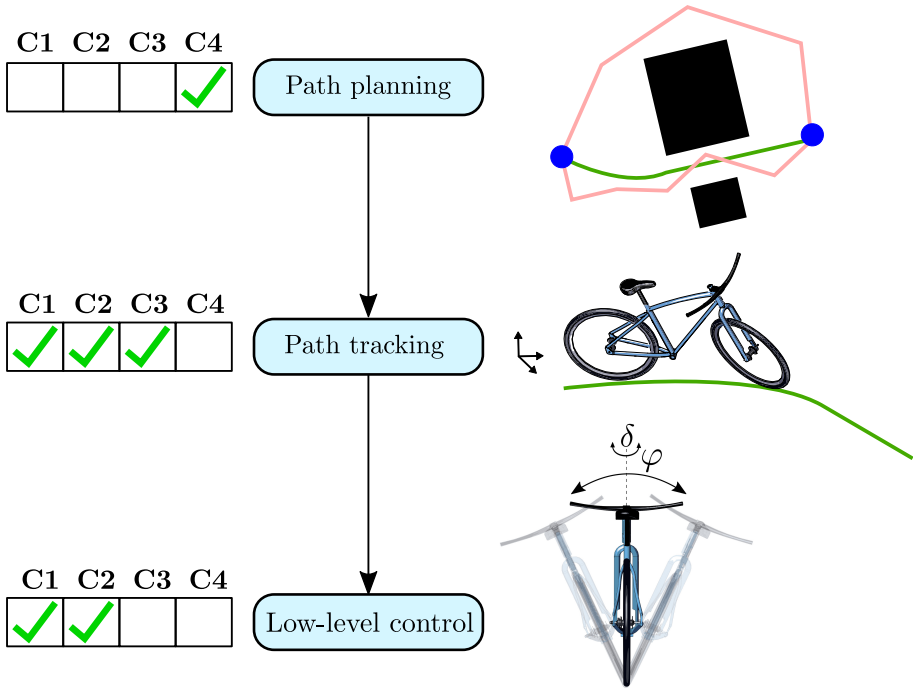 C1 C2 C3 C4
Path planning
C1 C2 C3 C4
Path tracking
δ
φ
C1 C2 C3 C4
Low-level control